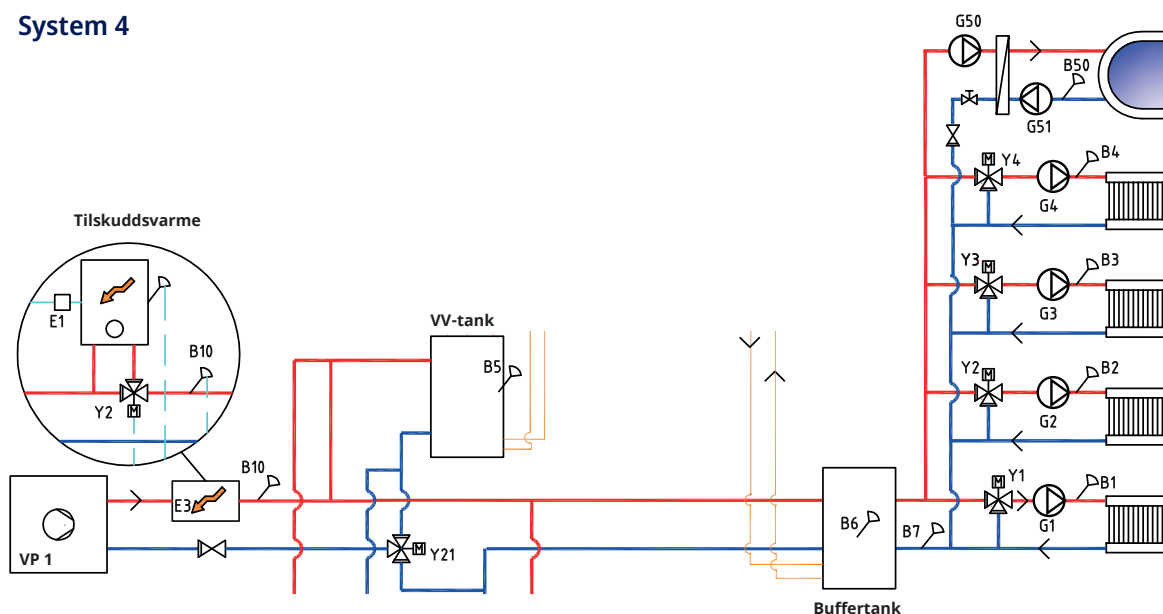 System 4
G50
B50
G51
Y4
B4
G4
Tilskuddsvarme
E1
B10
Y2
VV-tank
B5
Y3
B3
G3
Y2
B2
G2
B10
E3
VP 1
Y21
B6
B7
Y1
B1
G1
Buffertank
M
M
M
M
M
M